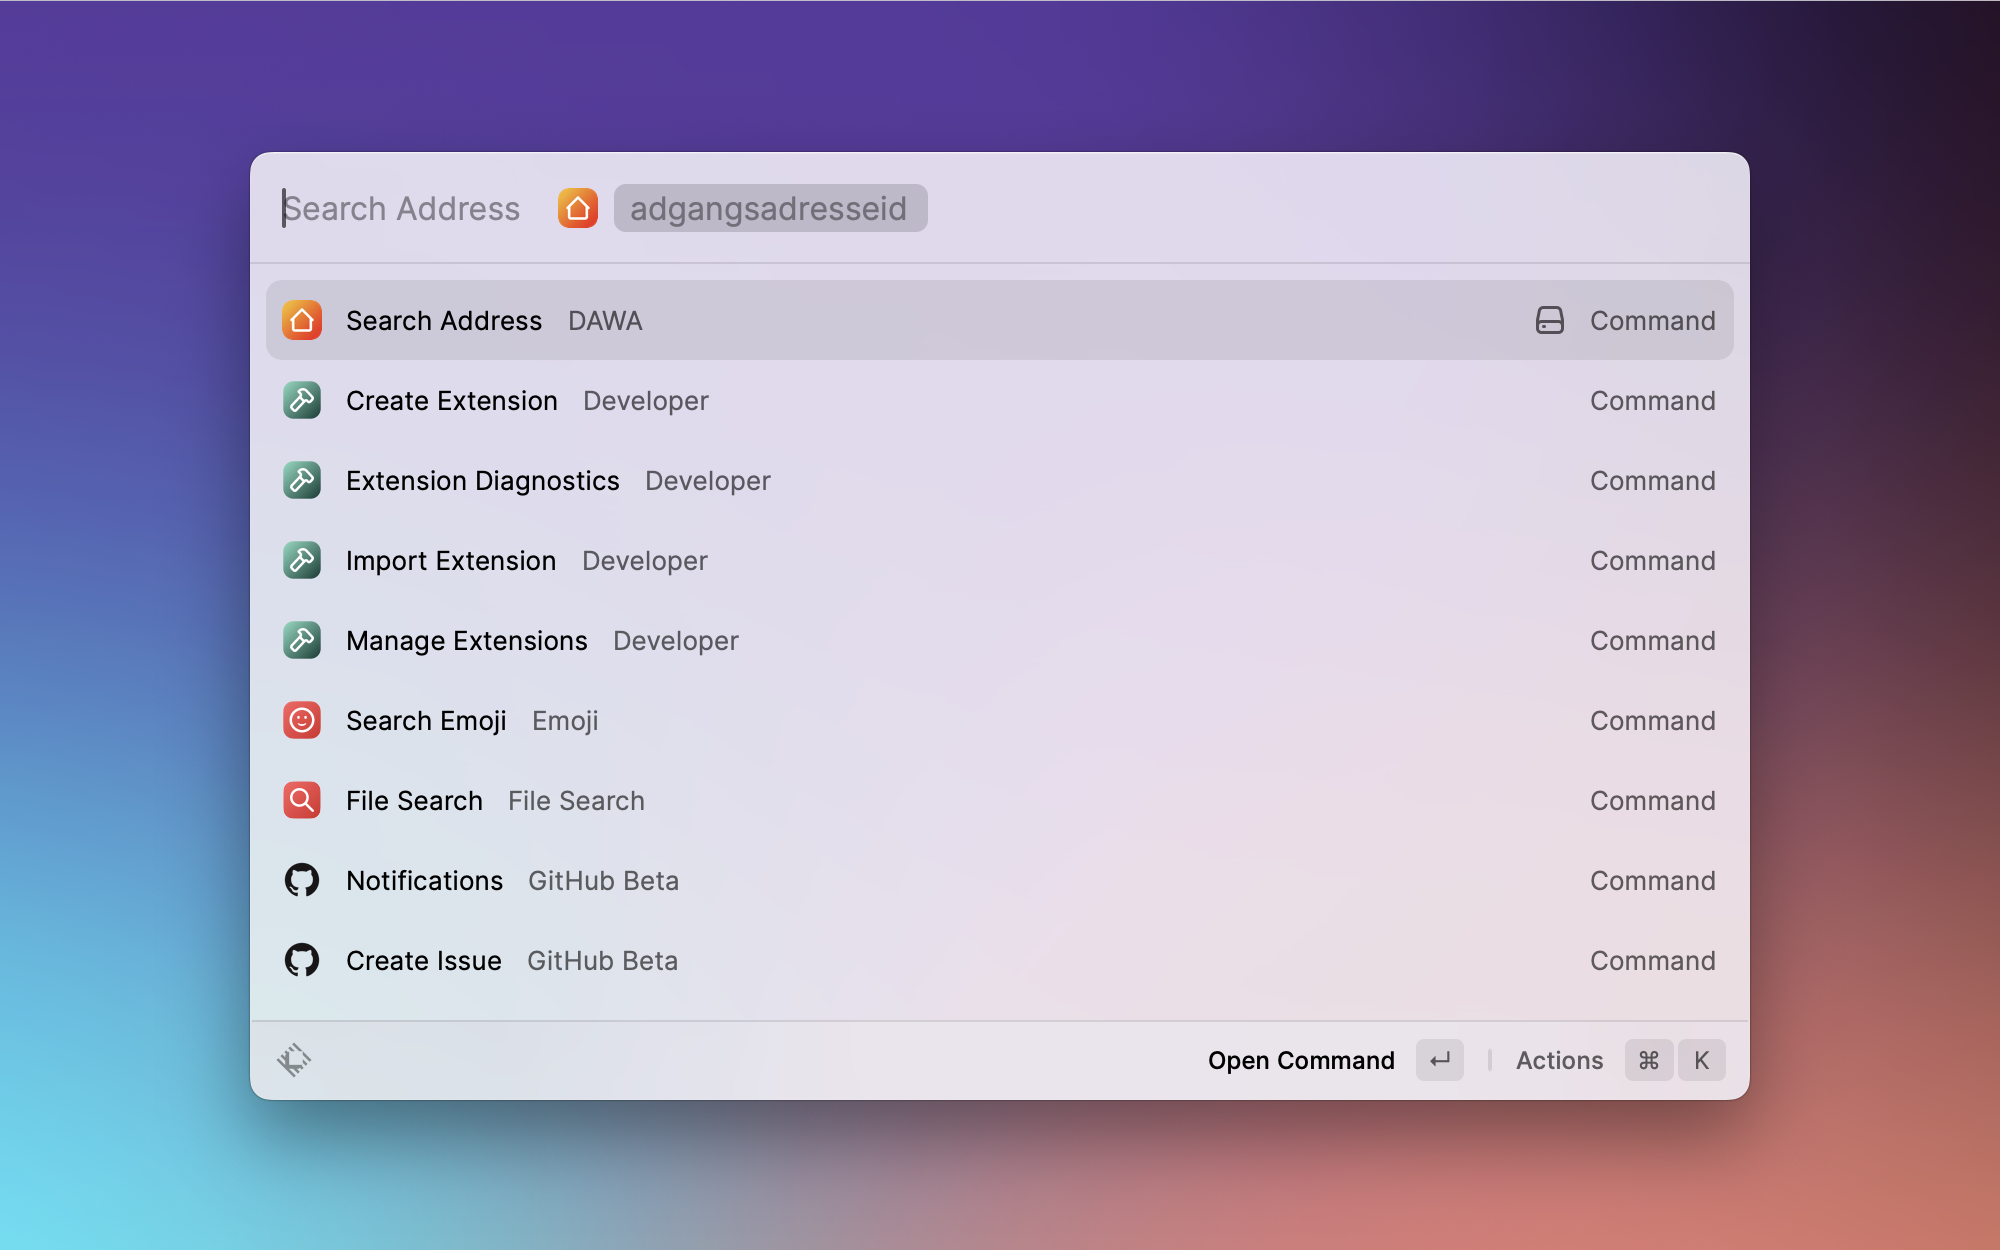 Search Address adgangsadresseid
Search Address DAWA Command
Create Extension Developer Command
Extension Diagnostics Developer Command
Import Extension Developer Command
Manage Extensions Developer Command
Search Emoji Emoji Command
File Search File Search Command
Notifications GitHub Beta Command
Create Issue GitHub Beta Command
Open Command ↵ | Actions ⌘ K